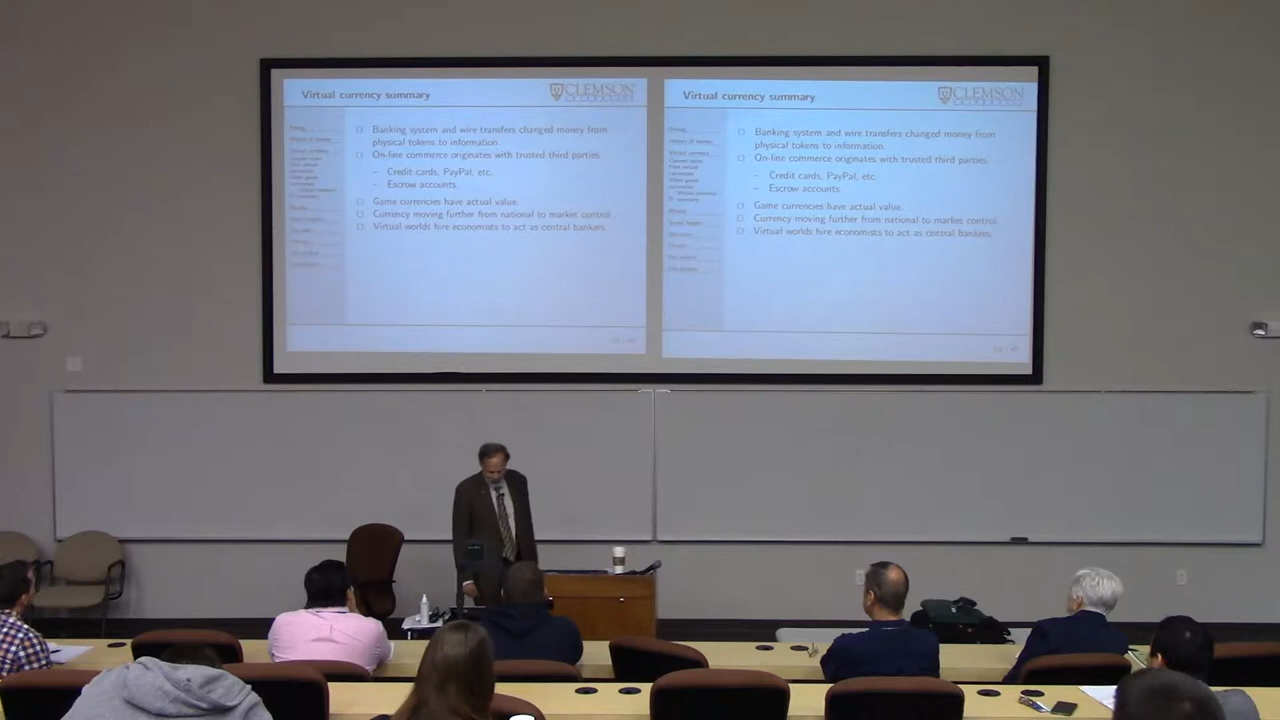 Virtual currency summary
CLEMSON
Banking system and wire transfers changed money from
physical tokens to information.
On-line commerce originates with trusted third parties.
– Credit cards, PayPal, etc.
– Escrow accounts.
Game currencies have actual value.
Currency moving further from national to market control.
Virtual worlds hire economists to act as central bankers.
Virtual currency summary
CLEMSON
History of money
Virtual currency
Banking system and wire transfers changed money from
physical tokens to information.
On-line commerce originates with trusted third parties.
– Credit cards, PayPal, etc.
– Escrow accounts.
Game currencies have actual value.
Currency moving further from national to market control.
Virtual worlds hire economists to act as central bankers.